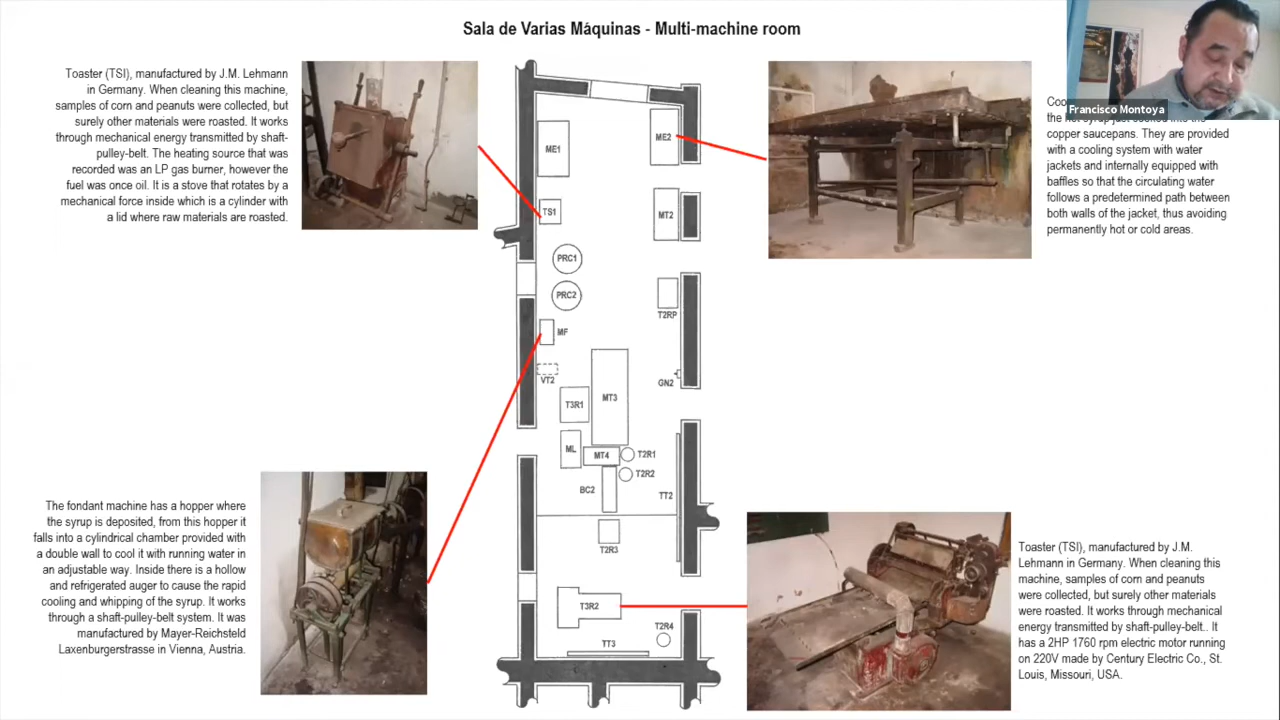 Sala de Varias Máquinas - Multi-machine room
Toaster (TSI), manufactured by J.M. Lehmann
in Germany. When cleaning this machine,
samples of corn and peanuts were collected, but
surely other materials were roasted. It works
through mechanical energy transmitted by shaft-
pulley-belt. The heating source that was
recorded was an LP gas burner, however the
fuel was once oil. It is a stove that rotates by a
mechanical force inside which is a cylinder with
a lid where raw materials are roasted.
Francisco Montoya
copper saucepans. They are provided
with a cooling system with water
jackets and internally equipped with
baffles so that the circulating water
follows a predetermined path between
both walls of the jacket, thus avoiding
permanently hot or cold areas.
ME1
ME2
TS1
MT2
PRC1
PRC2
T2RP
MF
VT2
GN2
T3R1
MT3
ML
MT4
T2R1
T2R2
BC2
TT2
T2R3
T3R2
T2R4
TT3
The fondant machine has a hopper where
the syrup is deposited, from this hopper it
falls into a cylindrical chamber provided with
a double wall to cool it with running water in
an adjustable way. Inside there is a hollow
and refrigerated auger to cause the rapid
cooling and whipping of the syrup. It works
through a shaft-pulley-belt system. It was
manufactured by Mayer-Reichsteld
Laxenburgerstrasse in Vienna, Austria.
Toaster (TSI), manufactured by J.M.
Lehmann in Germany. When cleaning this
machine, samples of corn and peanuts
were collected, but surely other materials
were roasted. It works through mechanical
energy transmitted by shaft-pulley-belt.. It
has a 2HP 1760 rpm electric motor running
on 220V made by Century Electric Co., St.
Louis, Missouri, USA.